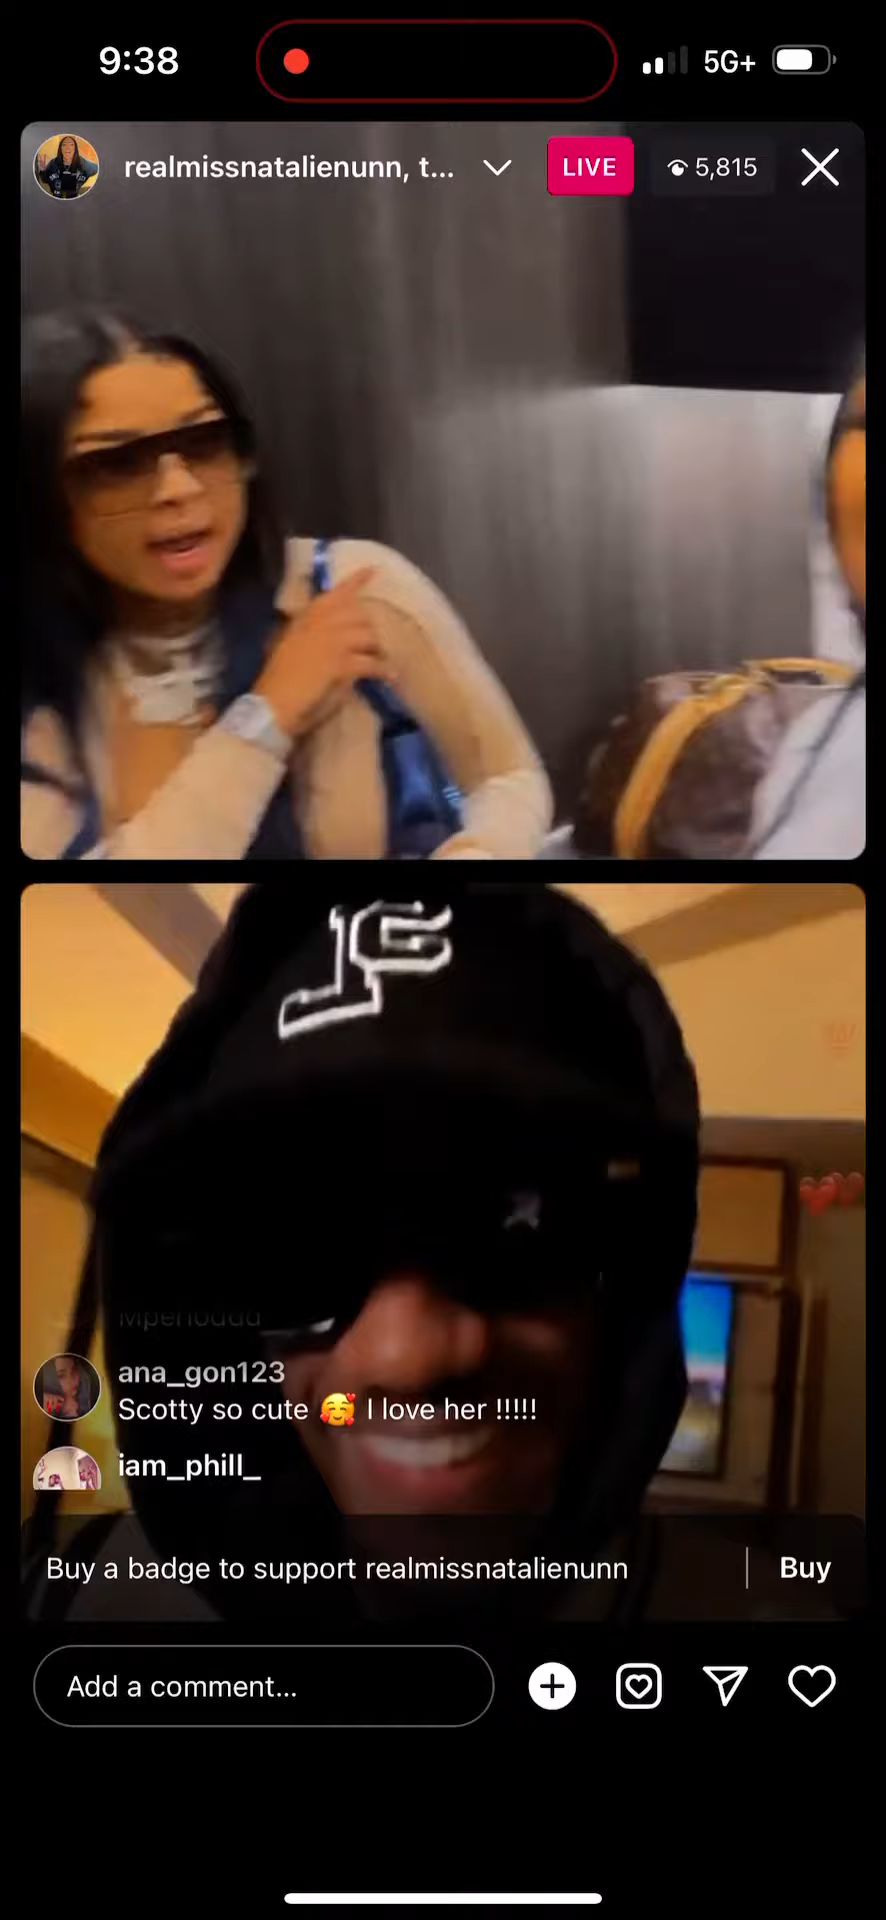 9:38
5G+
realmissnatalienunn, t...
LIVE
5,815
ana_gon123
Scotty so cute 🥰 I love her !!!!!
iam_phill_
Buy a badge to support realmissnatalienunn
Buy
Add a comment...